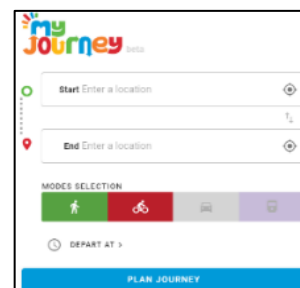 my
JOURNEY beta
Start Enter a location
End Enter a location
MODES SELECTION
DEPART AT >
PLAN JOURNEY